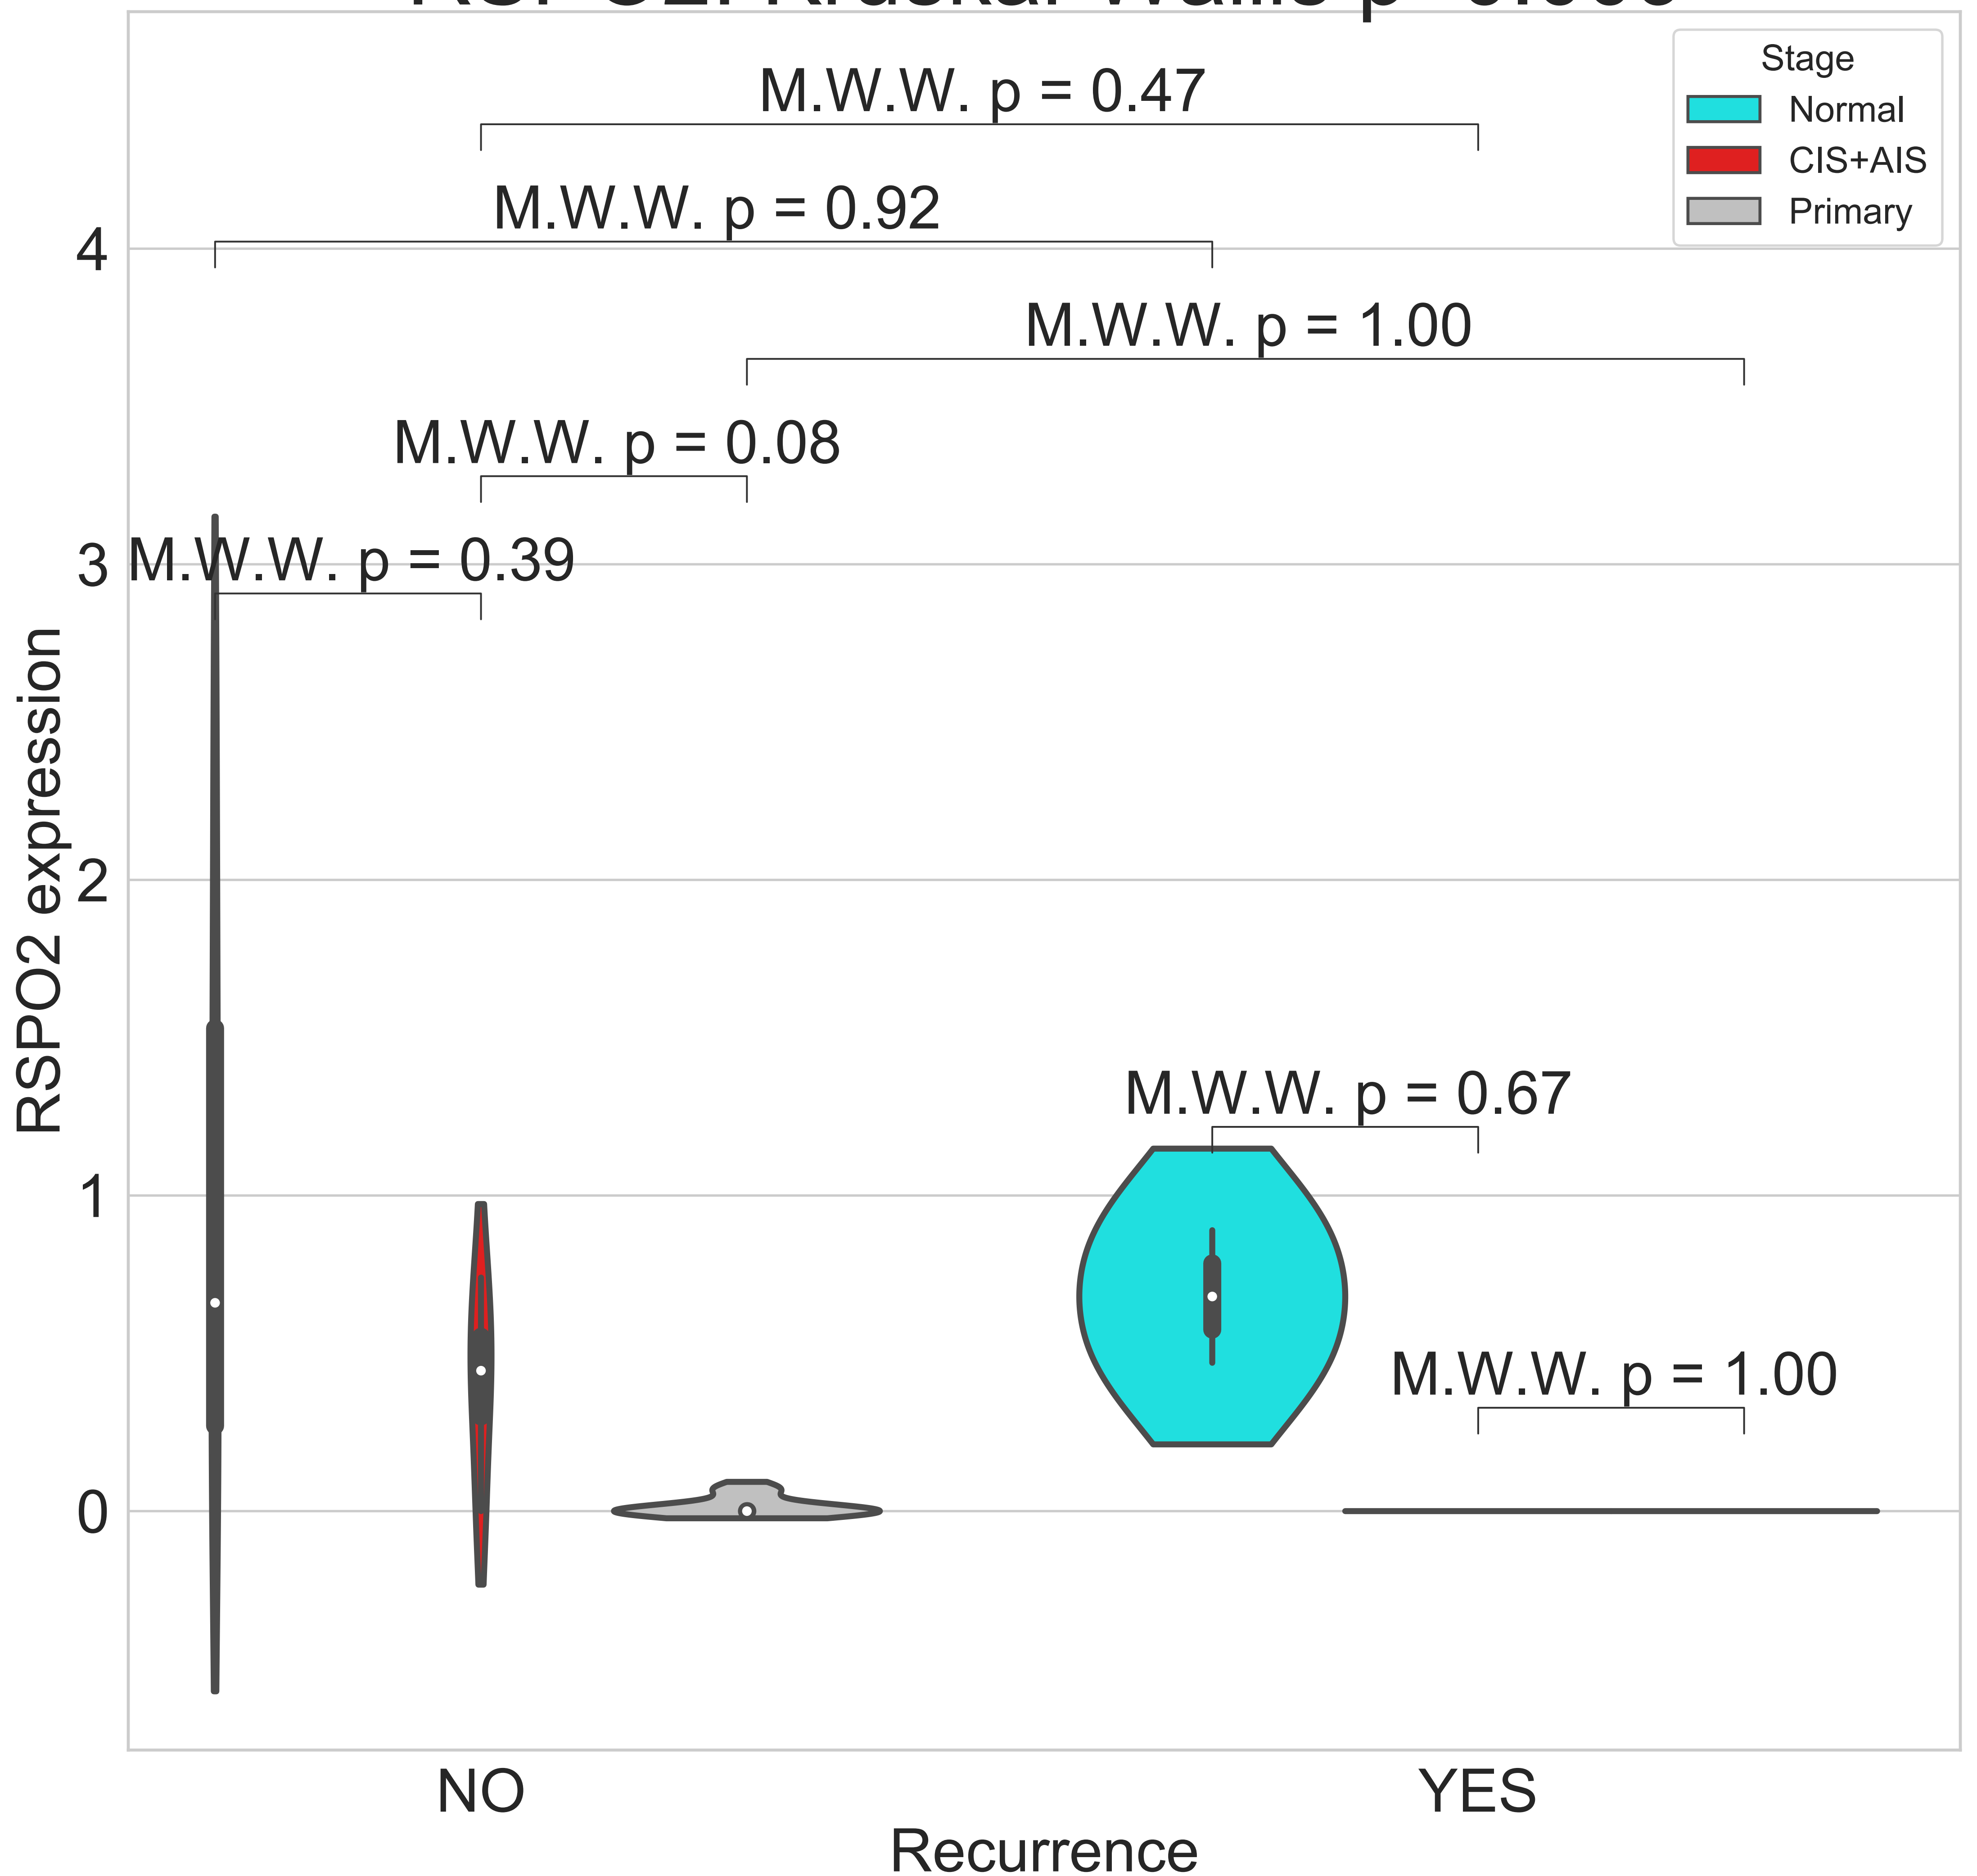 Stage
Normal
CIS+AIS
Primary
M.W.W. p = 0.47
M.W.W. p = 0.92
M.W.W. p = 1.00
M.W.W. p = 0.08
M.W.W. p = 0.39
M.W.W. p = 0.67
M.W.W. p = 1.00
RSPO2 expression
4
3
2
1
0
NO
YES
Recurrence